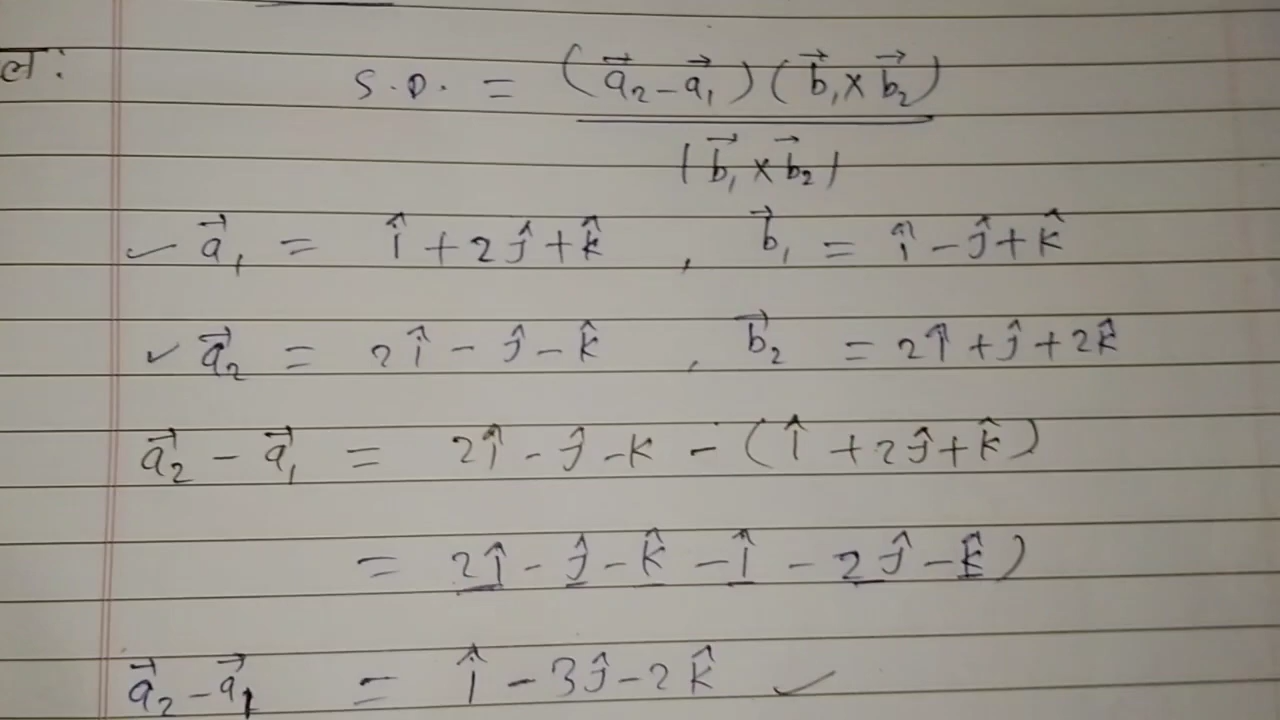 ल:
S.D. = (a⃗₂ - a⃗₁) (b⃗₁ × b⃗₂)
|b⃗₁ × b⃗₂|
✓ a⃗₁ = î + 2ĵ + k̂ , b⃗₁ = î - ĵ + k̂
✓ a⃗₂ = 2î - ĵ - k̂ , b⃗₂ = 2î + ĵ + 2k̂
a⃗₂ - a⃗₁ = 2î - ĵ - k - (î + 2ĵ + k̂)
= 2î - ĵ - k̂ - î - 2ĵ - k̂)
a⃗₂ - a⃗₁ = î - 3ĵ - 2k̂ ✓